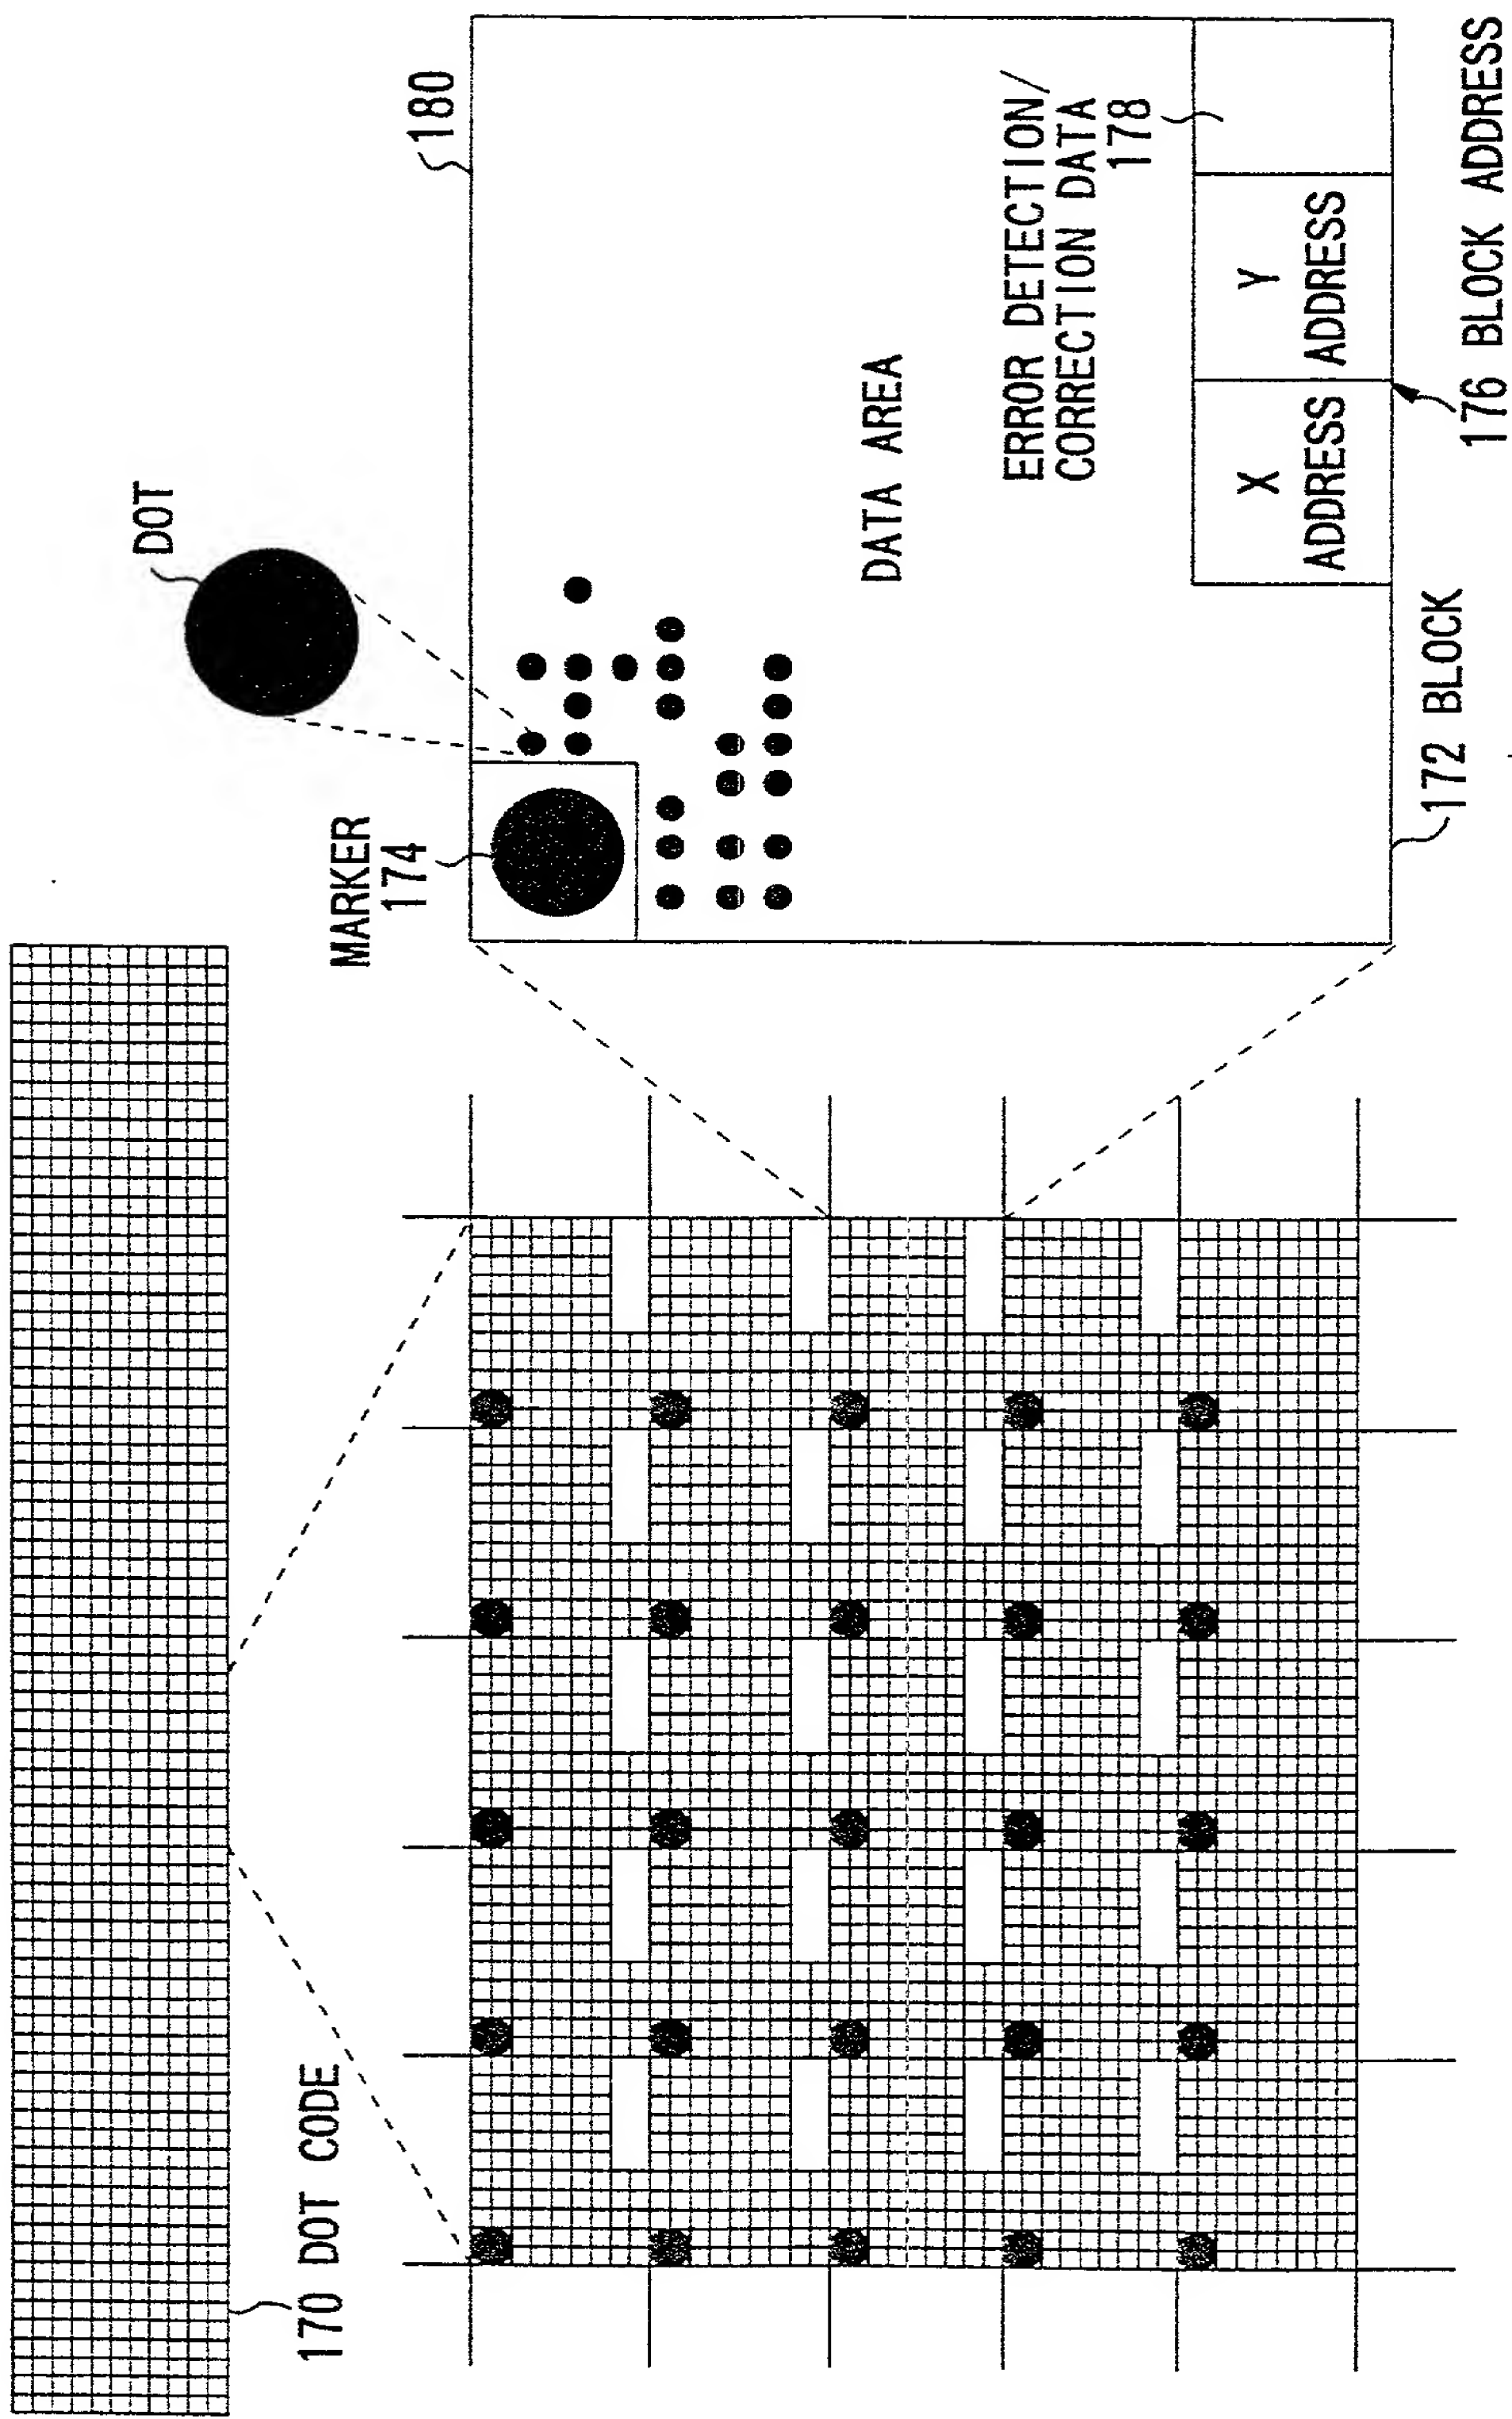 170 DOT CODE
DOT
MARKER
174
180
DATA AREA
ERROR DETECTION/
CORRECTION DATA
178
X
ADDRESS
Y
ADDRESS
172 BLOCK
176 BLOCK ADDRESS